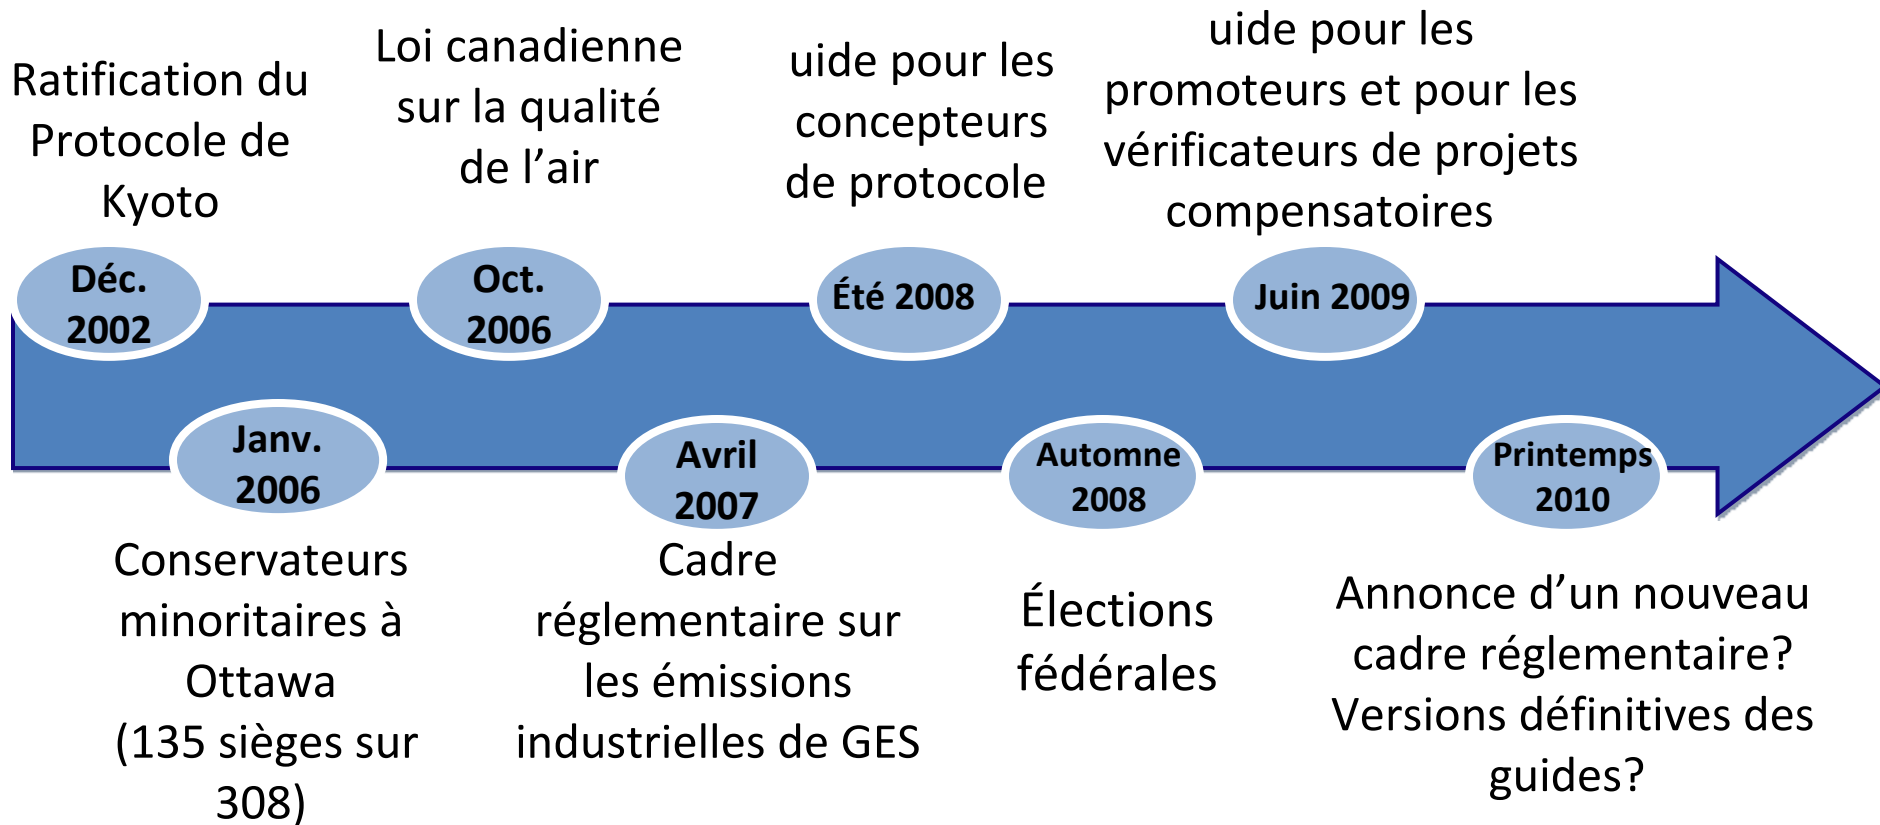 Ratification du
Protocole de
Kyoto
Déc.
2002
Loi canadienne
sur la qualité
de l’air
Oct.
2006
uide pour les
concepteurs
de protocole
Été 2008
uide pour les
promoteurs et pour les
vérificateurs de projets
compensatoires
Juin 2009
Janv.
2006
Conservateurs
minoritaires à
Ottawa
(135 sièges sur
308)
Avril
2007
Cadre
réglementaire sur
les émissions
industrielles de GES
Automne
2008
Élections
fédérales
Printemps
2010
Annonce d’un nouveau
cadre réglementaire?
Versions définitives des
guides?